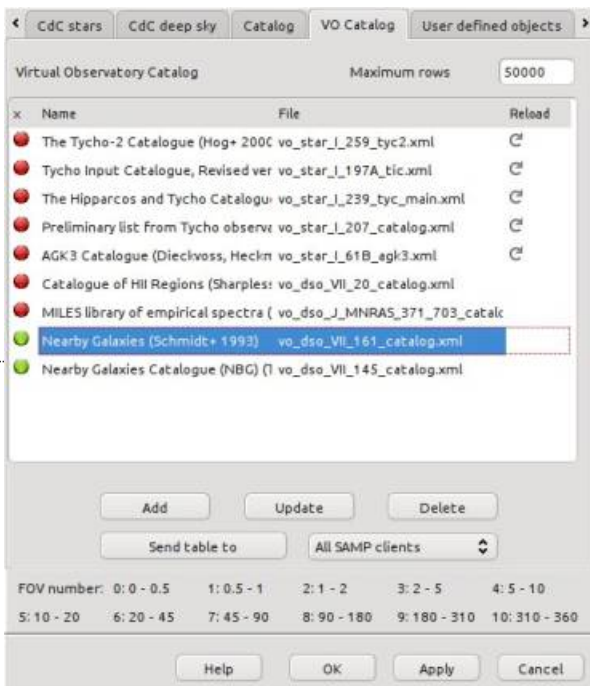 CdC stars CdC deep sky Catalog VO Catalog User defined objects
Virtual Observatory Catalog Maximum rows 50000
x Name File Reload
The Tycho-2 Catalogue (Hog+ 2000 vo_star_I_259_tyc2.xml
Tycho Input Catalogue, Revised ver vo_star_I_197A_tic.xml
The Hipparcos and Tycho Catalogu vo_star_I_239_tyc_main.xml
Preliminary list from Tycho observa vo_star_I_207_catalog.xml
AGK3 Catalogue (Dieckvoss, Heckm vo_star_I_61B_agk3.xml
Catalogue of HII Regions (Sharpless vo_dso_VII_20_catalog.xml
MILES library of empirical spectra ( vo_dso_J_MNRAS_371_703_catalo
Nearby Galaxies (Schmidt+ 1993) vo_dso_VII_161_catalog.xml
Nearby Galaxies Catalogue (NBG) (T vo_dso_VII_145_catalog.xml
Add Update Delete
Send table to All SAMP clients
FOV number: 0: 0 - 0.5 1: 0.5 - 1 2: 1 - 2 3: 2 - 5 4: 5 - 10
5: 10 - 20 6: 20 - 45 7: 45 - 90 8: 90 - 180 9: 180 - 310 10: 310 - 360
Help OK Apply Cancel